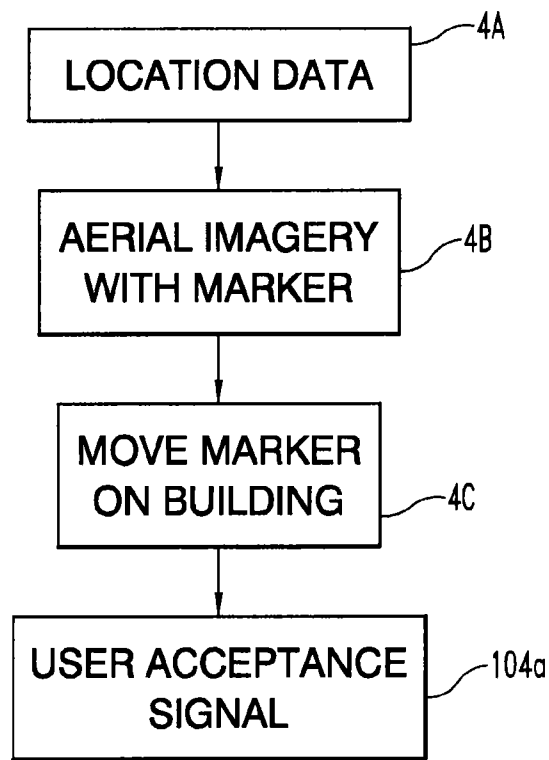 4A
LOCATION DATA
AERIAL IMAGERY
WITH MARKER
4B
MOVE MARKER
ON BUILDING
4C
USER ACCEPTANCE
SIGNAL
104a